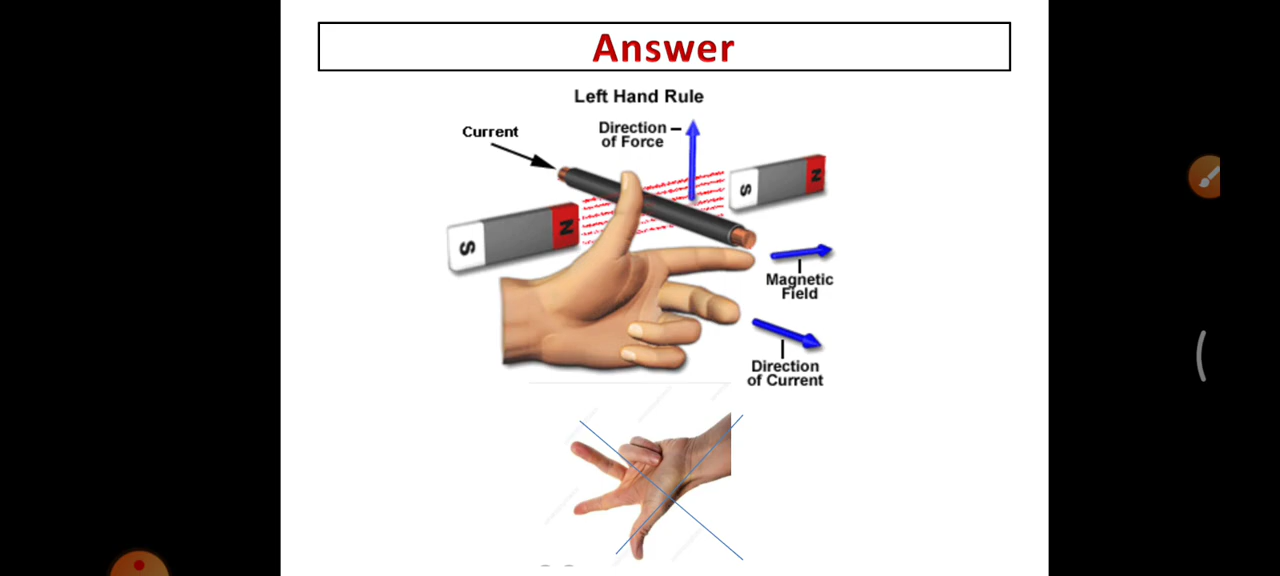 Answer
Left Hand Rule
Current
Direction
of Force
S
N
N
S
Magnetic
Field
Direction
of Current